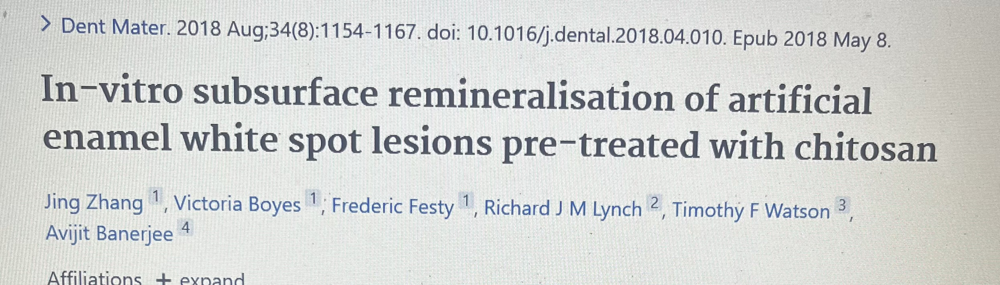 > Dent Mater. 2018 Aug;34(8):1154-1167. doi: 10.1016/j.dental.2018.04.010. Epub 2018 May 8.
In-vitro subsurface remineralisation of artificial
enamel white spot lesions pre-treated with chitosan
Jing Zhang 1, Victoria Boyes 1, Frederic Festy 1, Richard J M Lynch 2, Timothy F Watson 3,
Avijit Banerjee 4
Affiliations + expand